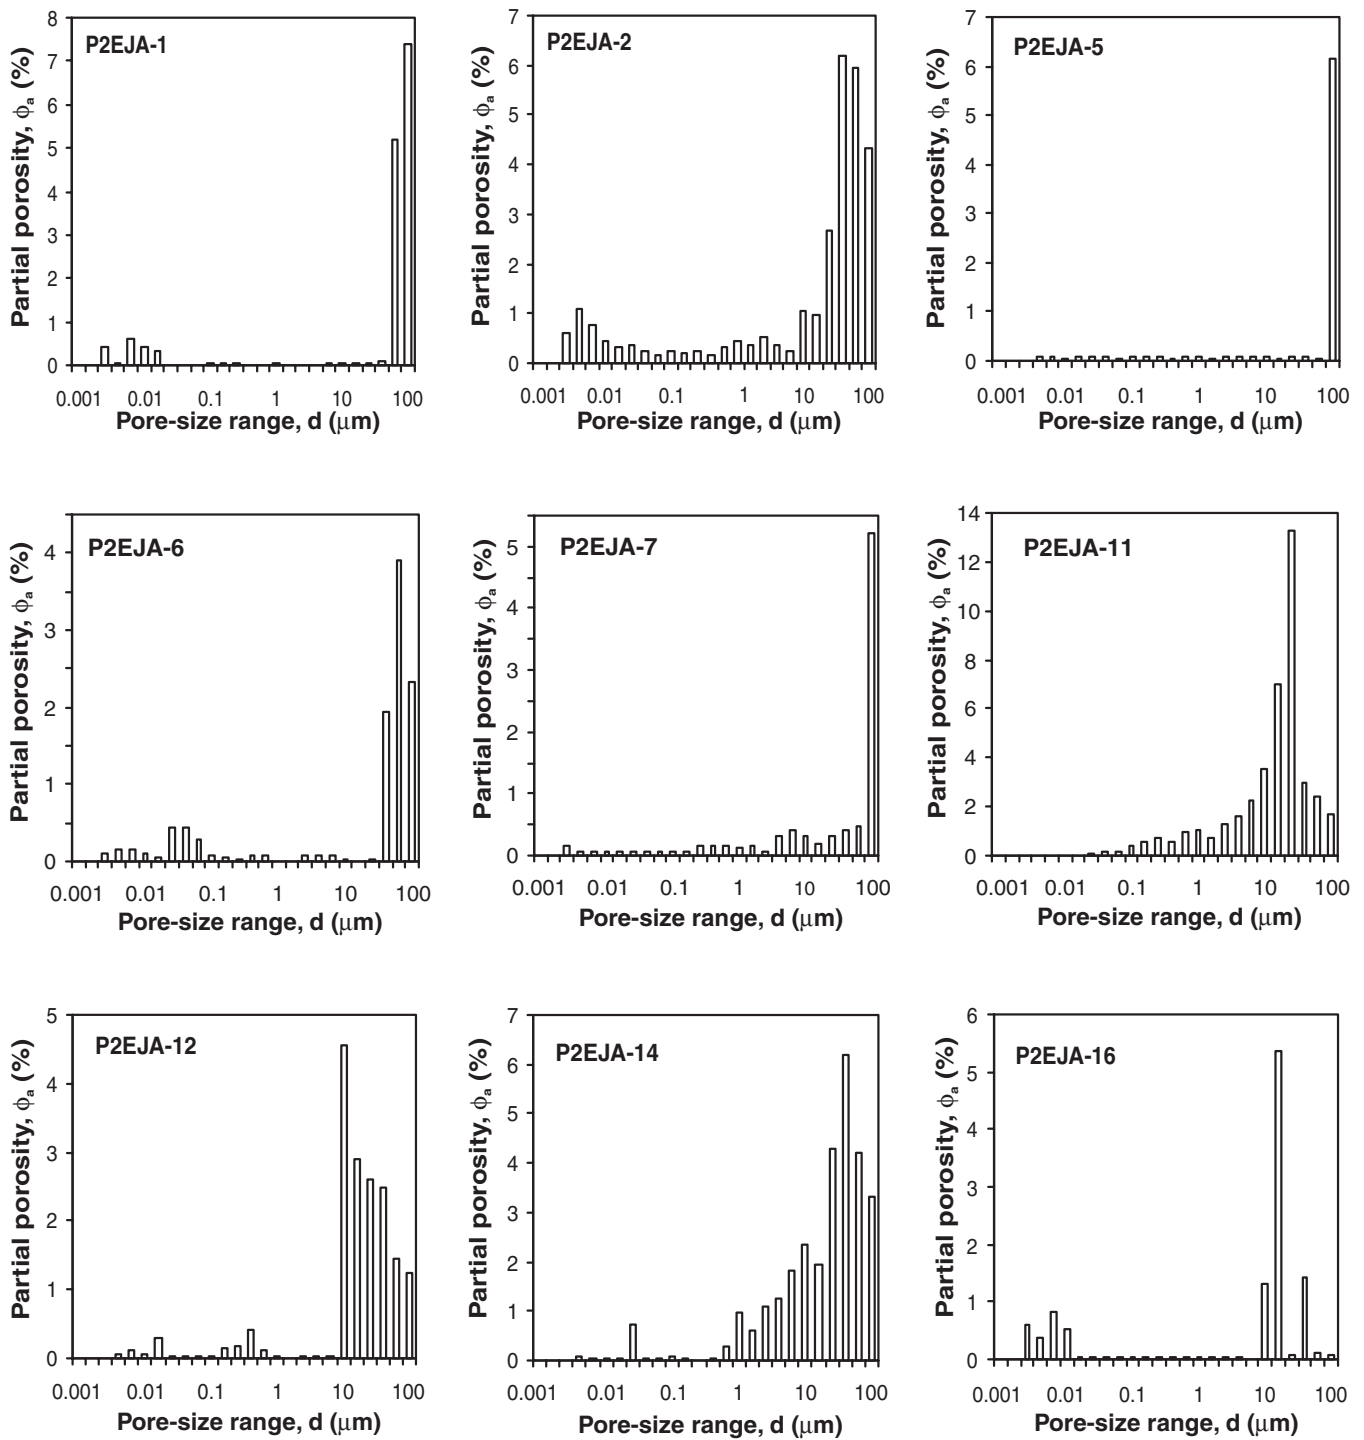 P2EJA-1
Partial porosity, ϕa (%)
8
7
6
5
4
3
2
1
0
0.001 0.01 0.1 1 10 100
Pore-size range, d (μm)
P2EJA-2
Partial porosity, ϕa (%)
7
6
5
4
3
2
1
0
0.001 0.01 0.1 1 10 100
Pore-size range, d (μm)
P2EJA-5
Partial porosity, ϕa (%)
7
6
5
4
3
2
1
0
0.001 0.01 0.1 1 10 100
Pore-size range, d (μm)
P2EJA-6
Partial porosity, ϕa (%)
4
3
2
1
0
0.001 0.01 0.1 1 10 100
Pore-size range, d (μm)
P2EJA-7
Partial porosity, ϕa (%)
5
4
3
2
1
0
0.001 0.01 0.1 1 10 100
Pore-size range, d (μm)
P2EJA-11
Partial porosity, ϕa (%)
14
12
10
8
6
4
2
0
0.001 0.01 0.1 1 10 100
Pore-size range, d (μm)
P2EJA-12
Partial porosity, ϕa (%)
5
4
3
2
1
0
0.001 0.01 0.1 1 10 100
Pore-size range, d (μm)
P2EJA-14
Partial porosity, ϕa (%)
7
6
5
4
3
2
1
0
0.001 0.01 0.1 1 10 100
Pore-size range, d (μm)
P2EJA-16
Partial porosity, ϕa (%)
6
5
4
3
2
1
0
0.001 0.01 0.1 1 10 100
Pore-size range, d (μm)